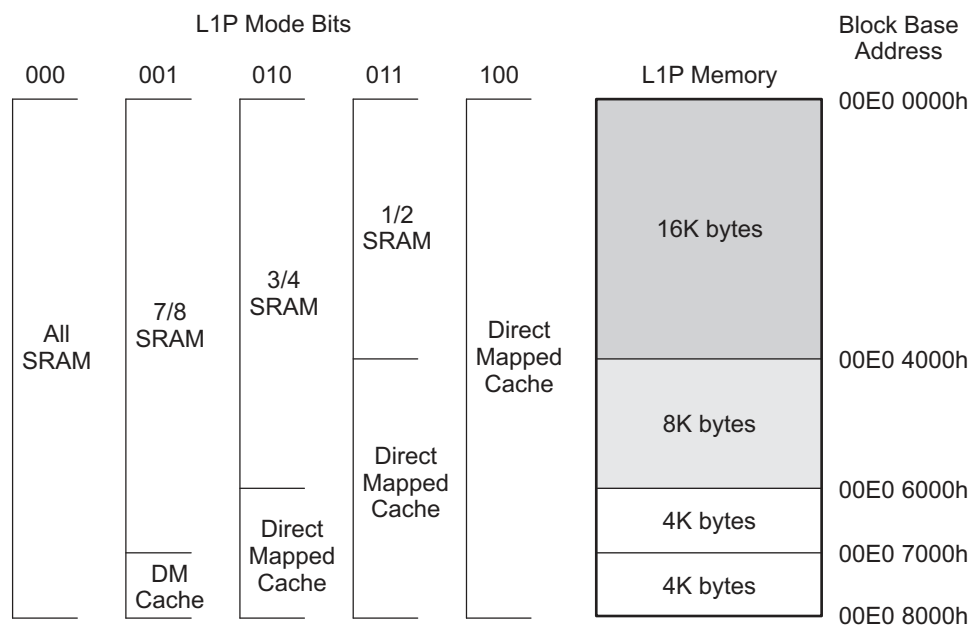 L1P Mode Bits
Block Base
Address
000 001 010 011 100 L1P Memory
00E0 0000h
1/2
SRAM
16K bytes
3/4
SRAM
7/8
SRAM
All
SRAM
Direct
Mapped
Cache
00E0 4000h
8K bytes
Direct
Mapped
Cache
00E0 6000h
4K bytes
Direct
Mapped
Cache
00E0 7000h
DM
Cache
4K bytes
00E0 8000h